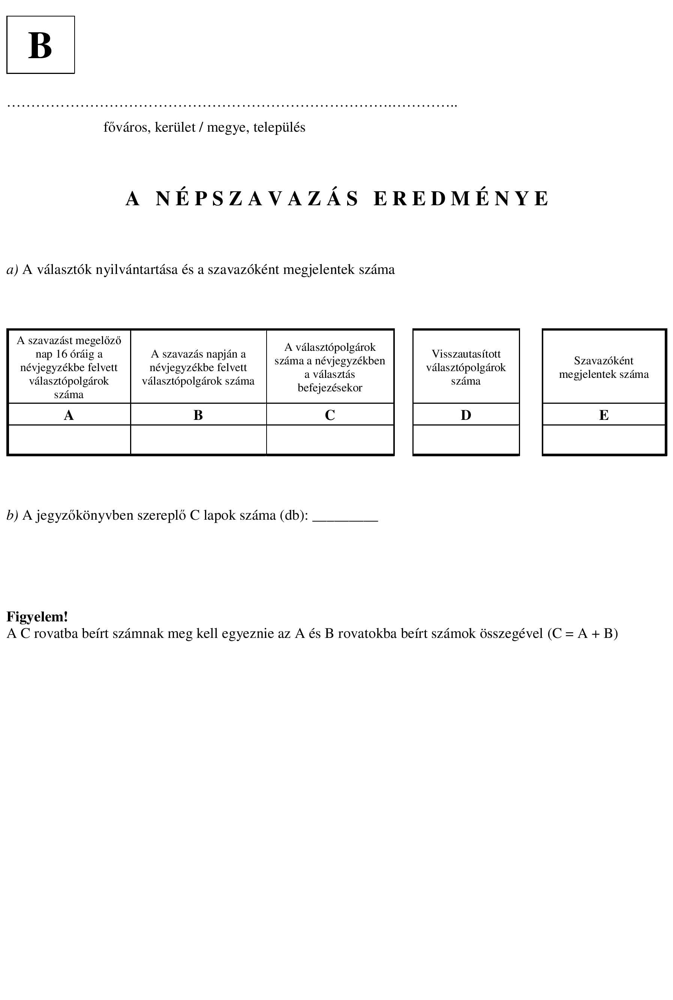 B
……………………………………………………………………….…………..
főváros, kerület / megye, település
A NÉPSZAVAZÁS EREDMÉNYE
a) A választók nyilvántartása és a szavazóként megjelentek száma
A szavazást megelőző
nap 16 óráig a
névjegyzékbe felvett
választópolgárok
száma
A szavazás napján a
névjegyzékbe felvett
választópolgárok száma
A választópolgárok
száma a névjegyzékben
a választás
befejezésekor
Visszautasított
választópolgárok
száma
Szavazóként
megjelentek száma
A
B
C
D
E
b) A jegyzőkönyvben szereplő C lapok száma (db): _________
Figyelem!
A C rovatba beírt számnak meg kell egyeznie az A és B rovatokba beírt számok összegével (C = A + B)